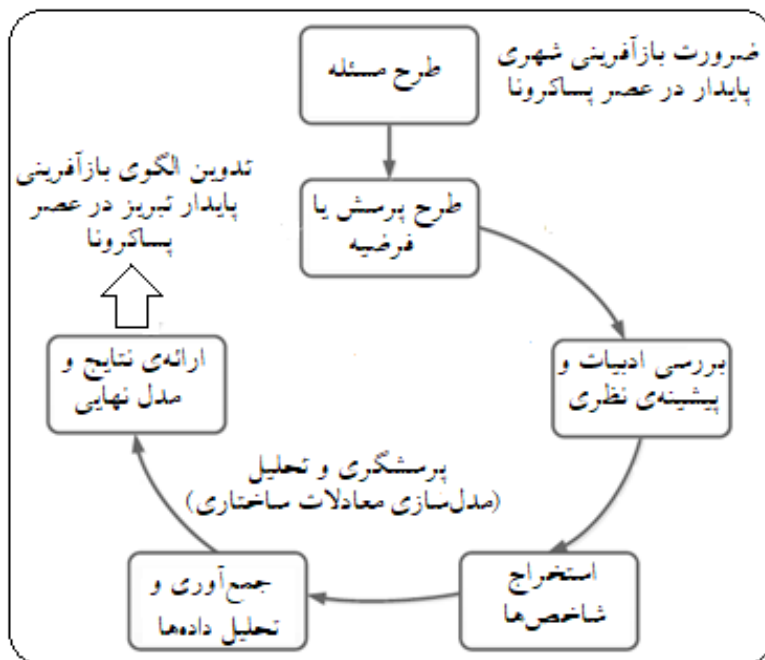 ضرورت بازآفرینی شهری
پایدار در عصر پساکرونا
طرح مسئله
طرح پرسش یا
فرضیه
بررسی ادبیات و
پیشینه‌ی نظری
استخراج
شاخص‌ها
جمع‌آوری و
تحلیل داده‌ها
پرسشگری و تحلیل
(مدل‌سازی معادلات ساختاری)
ارائه‌ی نتایج و
مدل نهایی
تدوین الگوی بازآفرینی
پایدار تبریز در عصر
پساکرونا